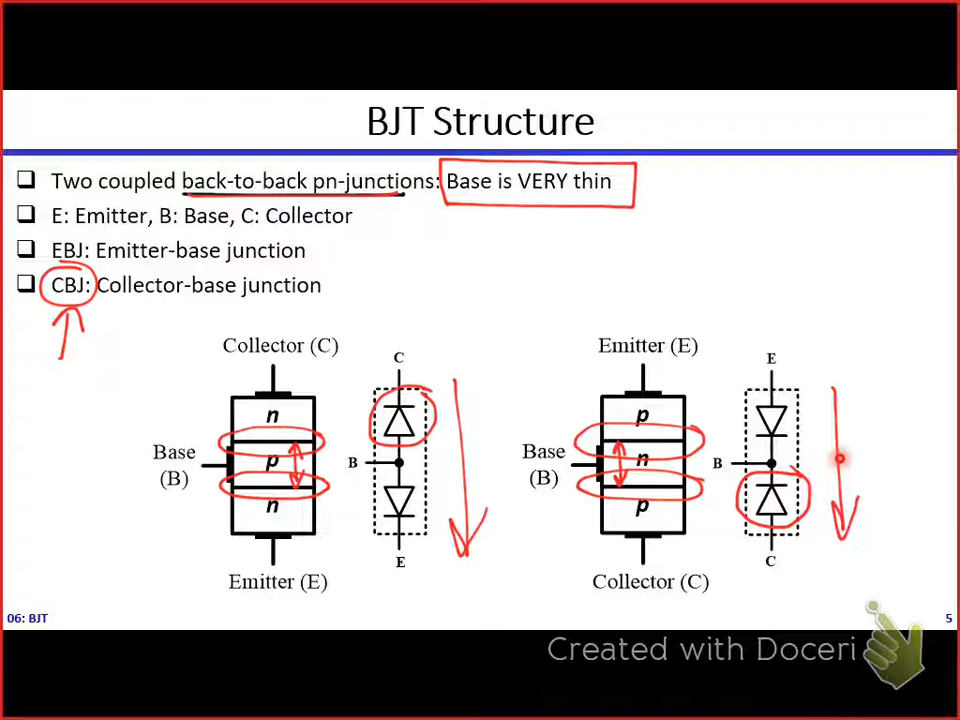 BJT Structure
Two coupled back-to-back pn-junctions: Base is VERY thin
E: Emitter, B: Base, C: Collector
EBJ: Emitter-base junction
CBJ: Collector-base junction
Collector (C)
C
n
Base
(B)
p
B
n
E
Emitter (E)
Emitter (E)
E
p
Base
(B)
n
B
p
C
Collector (C)
06: BJT
5
Created with Doceri